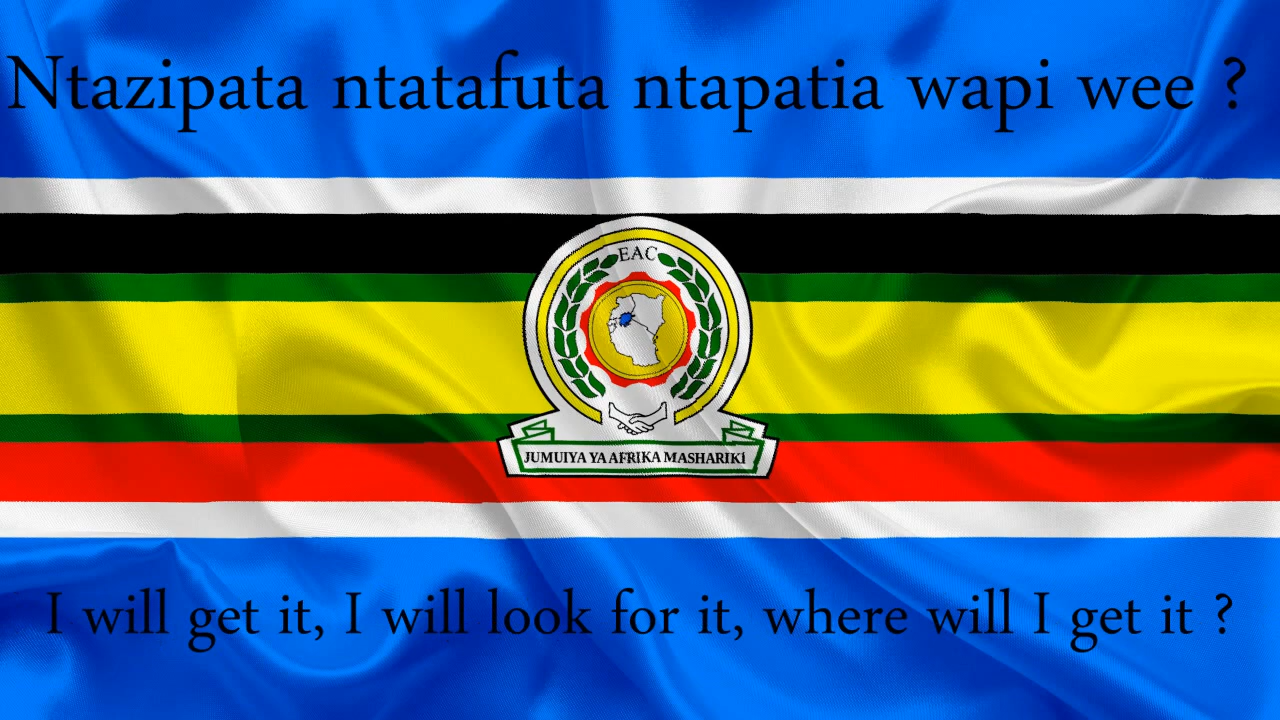 Ntazipata ntatafuta ntapatia wapi wee ?
EAC
JUMUIYA YA AFRIKA MASHARIKI
I will get it, I will look for it, where will I get it ?